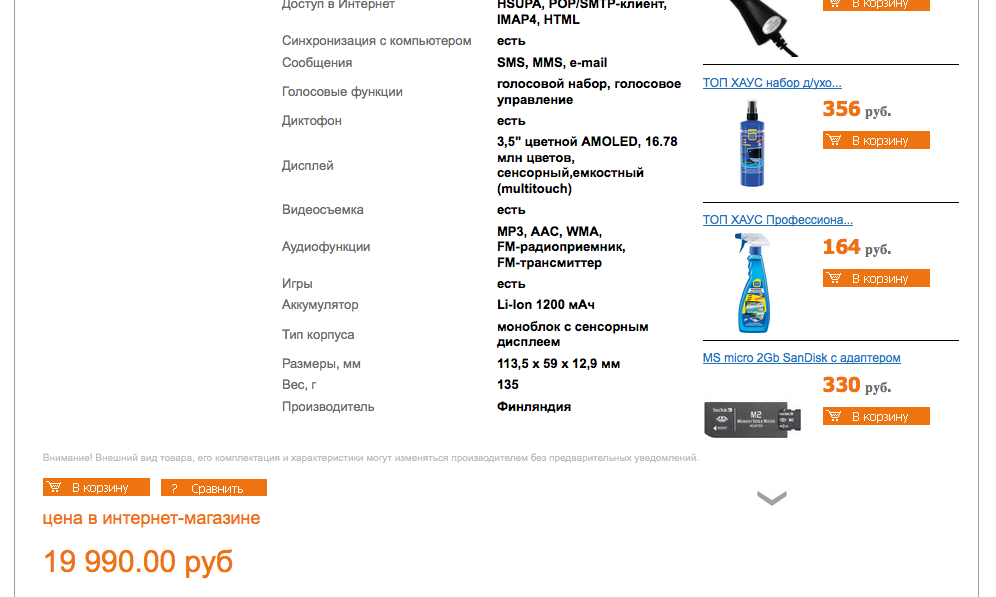 Доступ в Интернет
HSUPA, POP/SMTP-клиент,
IMAP4, HTML
Синхронизация с компьютером
есть
Сообщения
SMS, MMS, e-mail
Голосовые функции
голосовой набор, голосовое
управление
Диктофон
есть
Дисплей
3,5" цветной AMOLED, 16.78
млн цветов,
сенсорный,емкостный
(multitouch)
Видеосъемка
есть
Аудиофункции
MP3, AAC, WMA,
FM-радиоприемник,
FM-трансмиттер
Игры
есть
Аккумулятор
Li-Ion 1200 мАч
Тип корпуса
моноблок с сенсорным
дисплеем
Размеры, мм
113,5 x 59 x 12,9 мм
Вес, г
135
Производитель
Финляндия
В корзину
ТОП ХАУС набор д/ухо...
356 руб.
В корзину
ТОП ХАУС Профессиона...
164 руб.
В корзину
MS micro 2Gb SanDisk с адаптером
330 руб.
SanDisk
M2
В корзину
Внимание! Внешний вид товара, его комплектация и характеристики могут изменяться производителем без предварительных уведомлений.
В корзину
? Сравнить
цена в интернет-магазине
19 990.00 руб